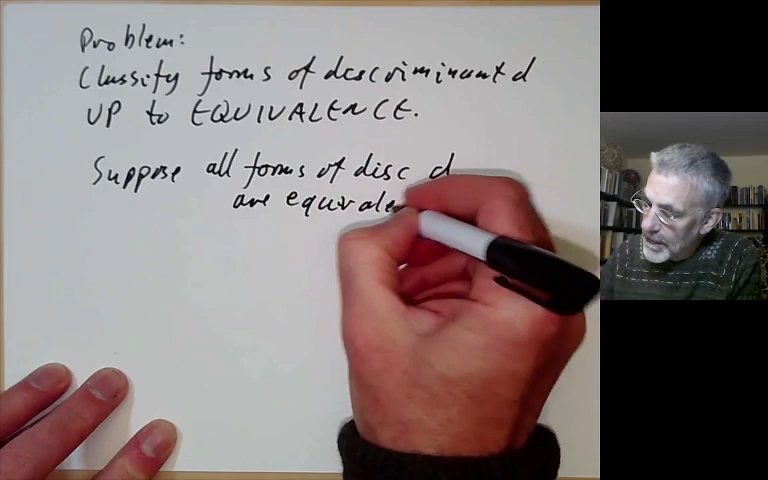 Problem:
Classify forms of discriminant d
UP to EQUIVALENCE.
Suppose all forms of disc d
are equivale